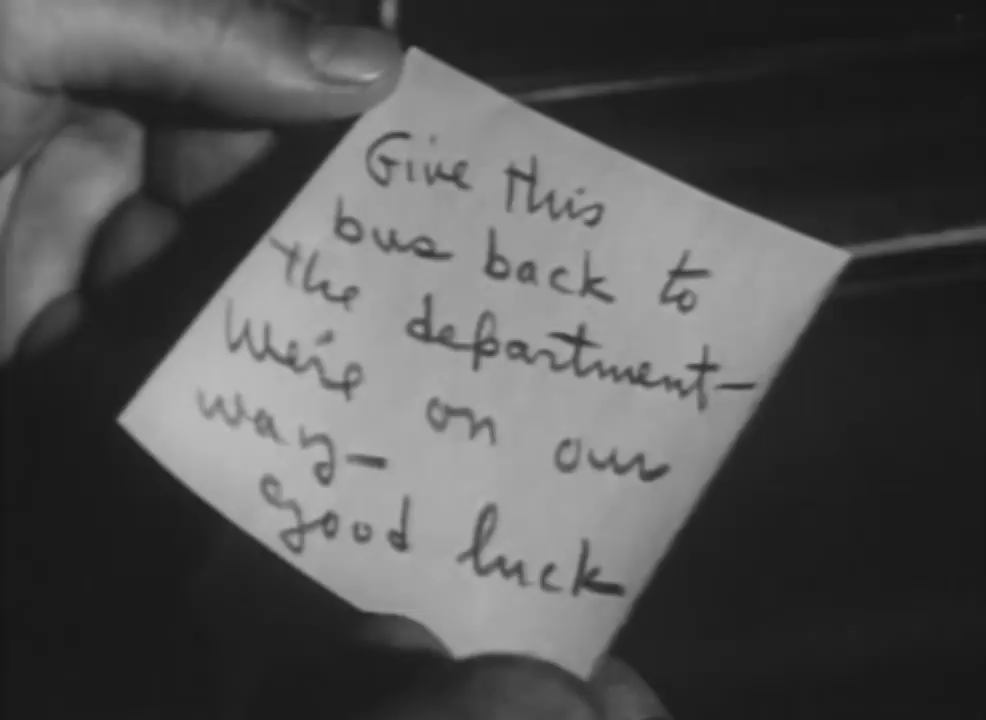 Give this
bus back to
the department—
We're on our
way—
good luck